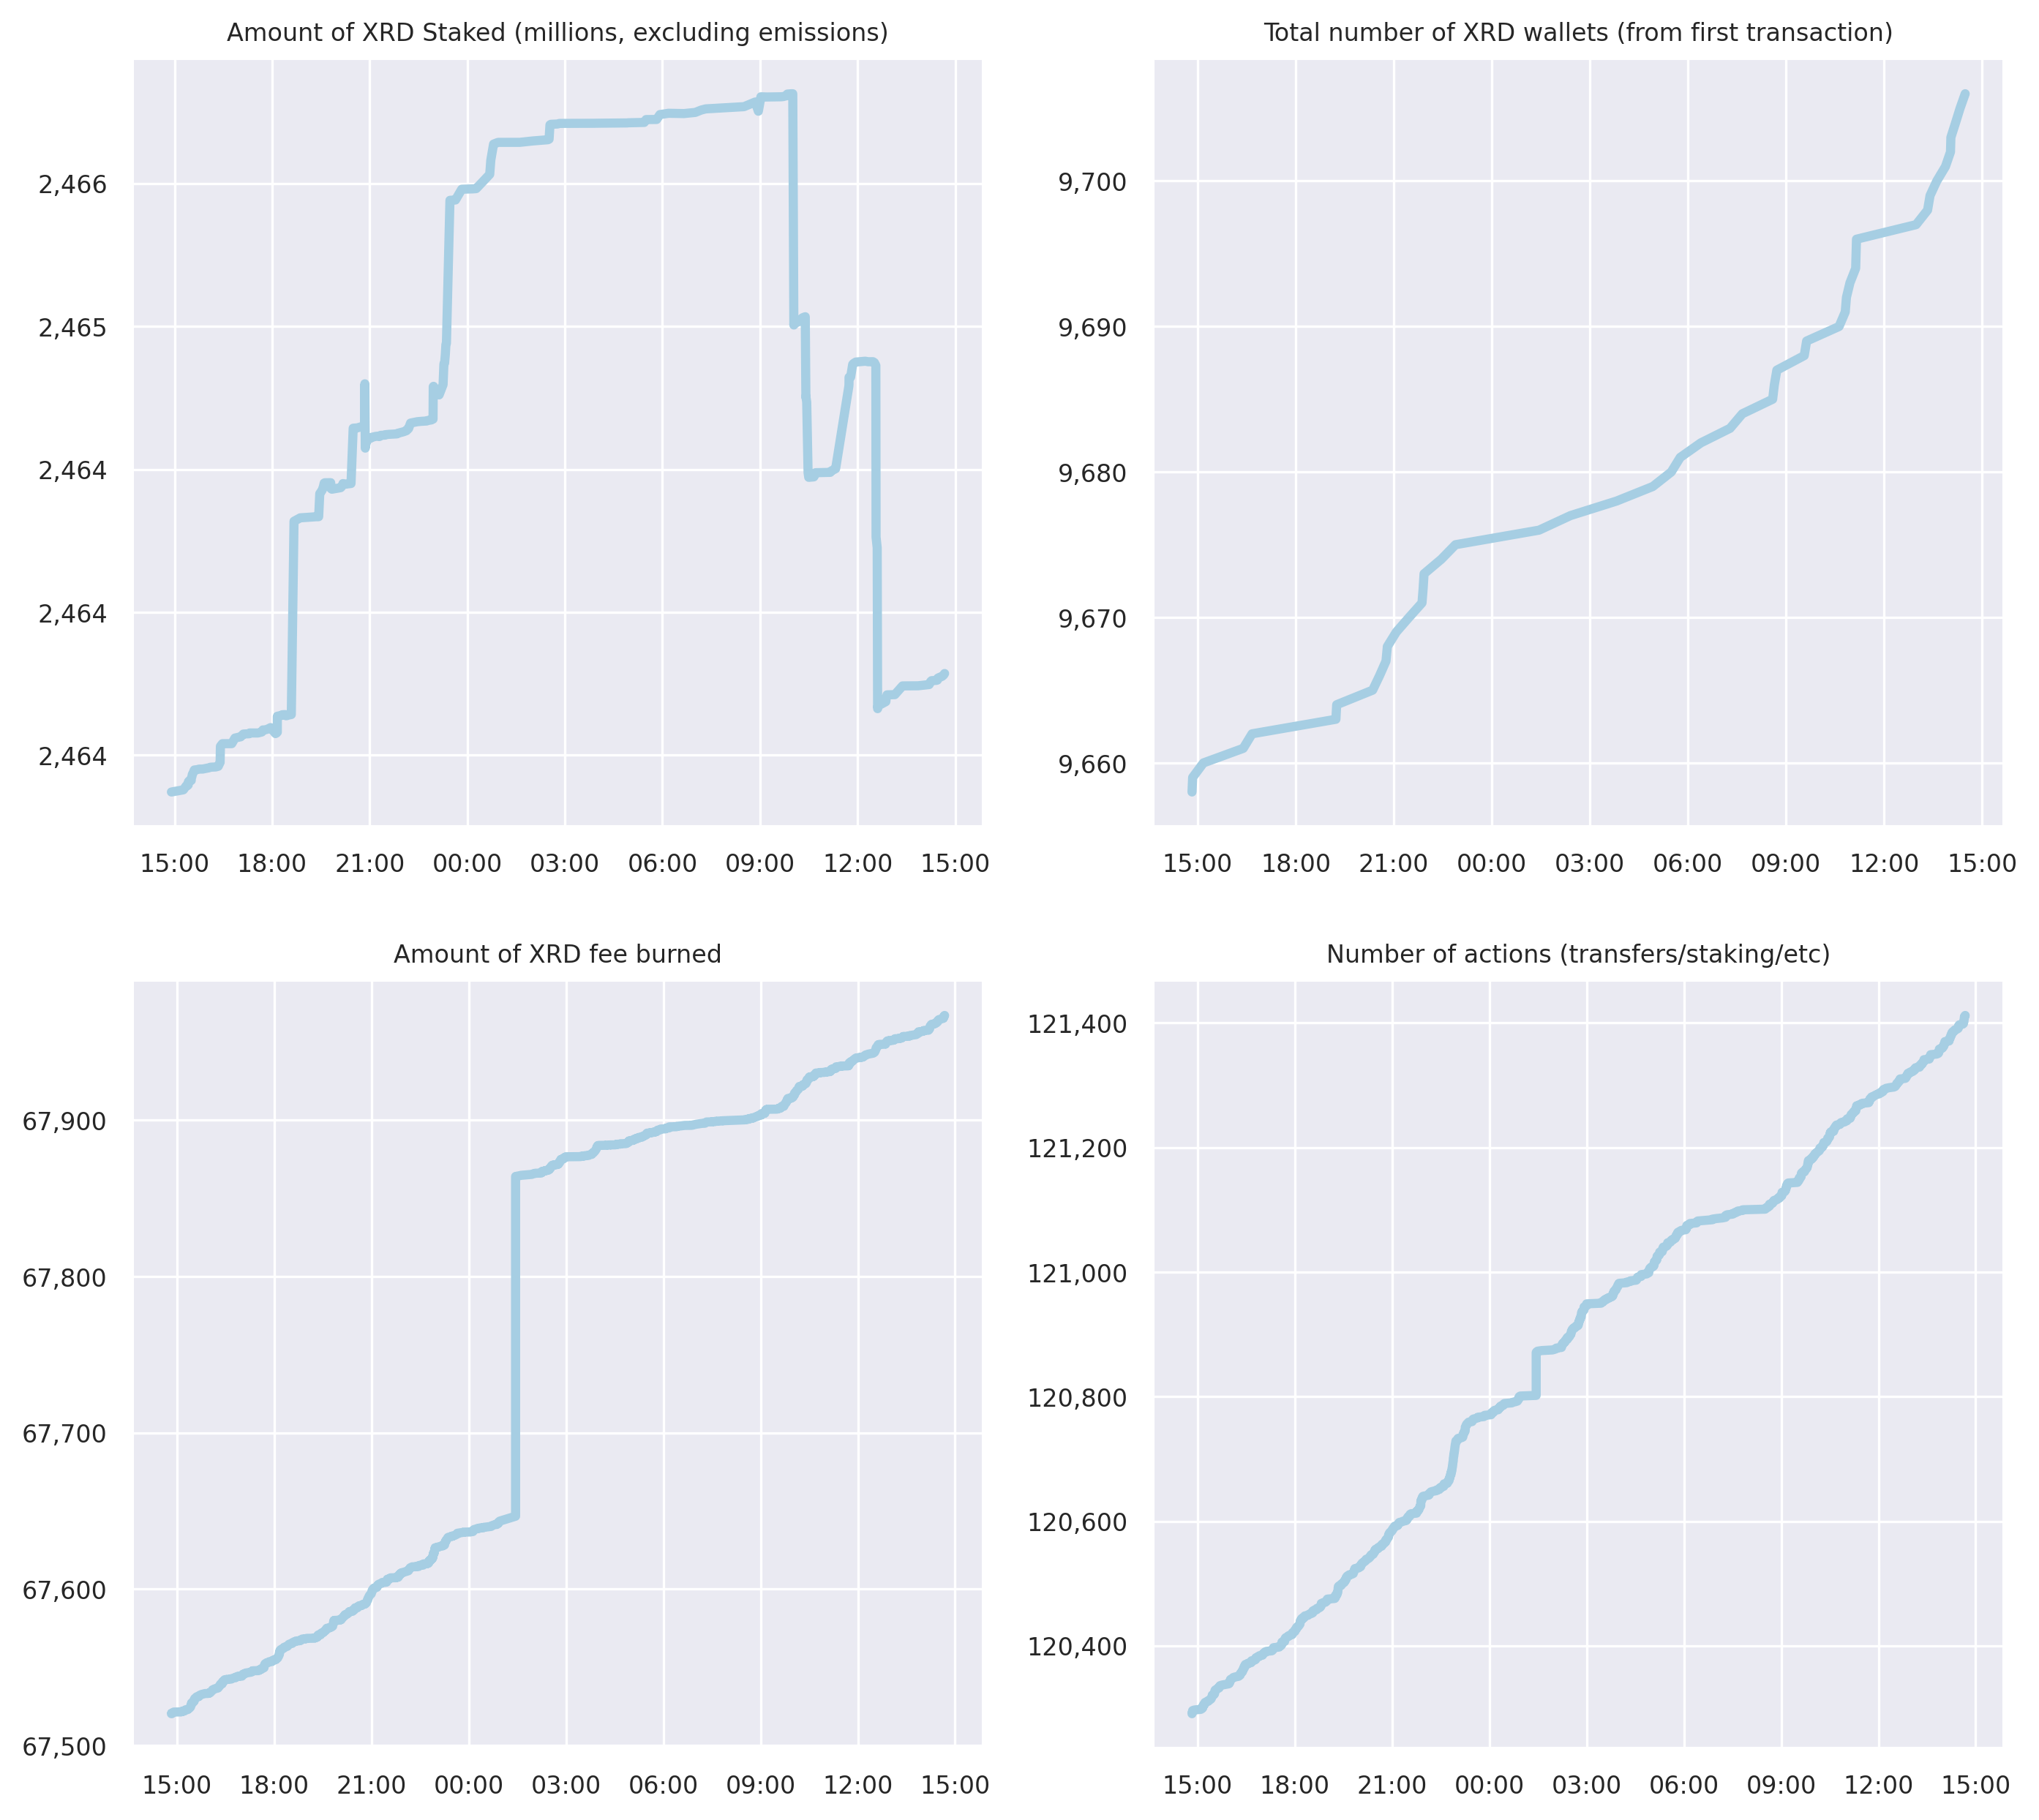 Amount of XRD Staked (millions, excluding emissions)
2,466
2,465
2,464
2,464
2,464
15:00 18:00 21:00 00:00 03:00 06:00 09:00 12:00 15:00
Total number of XRD wallets (from first transaction)
9,700
9,690
9,680
9,670
9,660
15:00 18:00 21:00 00:00 03:00 06:00 09:00 12:00 15:00
Amount of XRD fee burned
67,900
67,800
67,700
67,600
67,500
15:00 18:00 21:00 00:00 03:00 06:00 09:00 12:00 15:00
Number of actions (transfers/staking/etc)
121,400
121,200
121,000
120,800
120,600
120,400
15:00 18:00 21:00 00:00 03:00 06:00 09:00 12:00 15:00